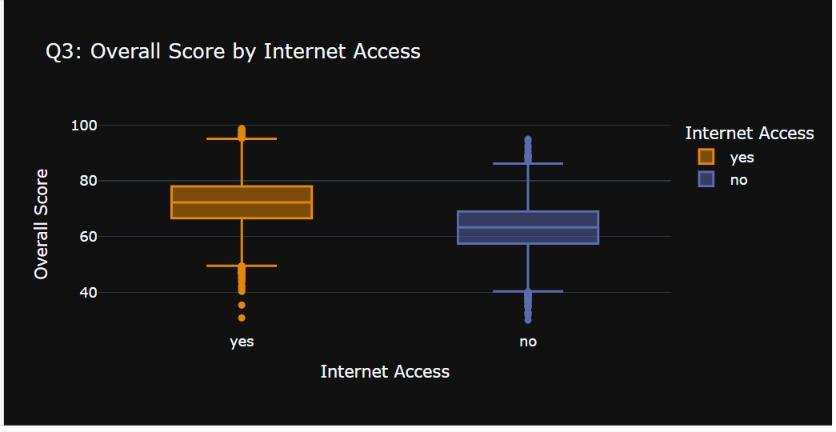 Q3: Overall Score by Internet Access
100
80
60
40
Overall Score
yes
no
Internet Access
Internet Access
yes
no